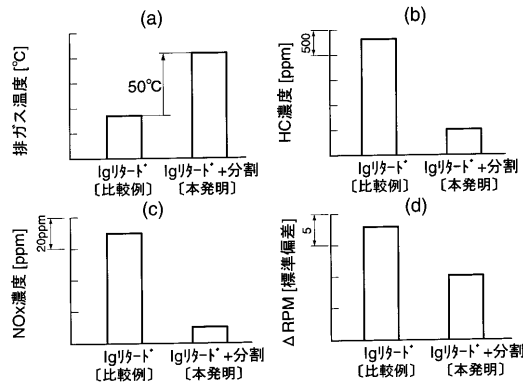 (a)
排ガス温度 [℃]
50℃
Igリタード
〔比較例〕
Igリタード+分割
〔本発明〕
(b)
HC濃度 [ppm]
500
Igリタード
〔比較例〕
Igリタード+分割
〔本発明〕
(c)
NOx濃度 [ppm]
20ppm
Igリタード
〔比較例〕
Igリタード+分割
〔本発明〕
(d)
ΔRPM [標準偏差]
5
Igリタード
〔比較例〕
Igリタード+分割
〔本発明〕